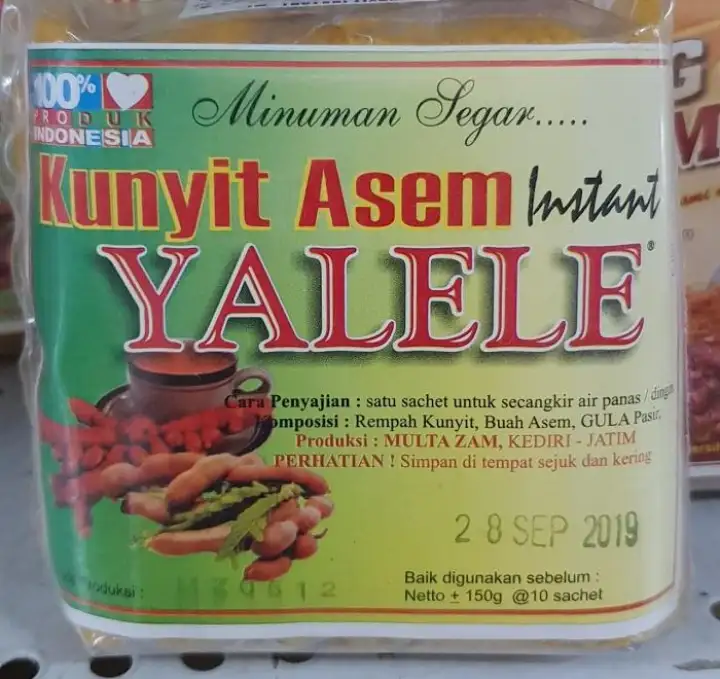 100%
PRODUK
INDONESIA
Minuman Segar.....
Kunyit Asem Instant
YALELE®
Cara Penyajian : satu sachet untuk secangkir air panas / dingin
Komposisi : Rempah Kunyit, Buah Asem, GULA Pasir.
Produksi : MULTA ZAM, KEDIRI - JATIM
PERHATIAN ! Simpan di tempat sejuk dan kering
28 SEP 2019
Baik digunakan sebelum :
Netto ± 150g @10 sachet